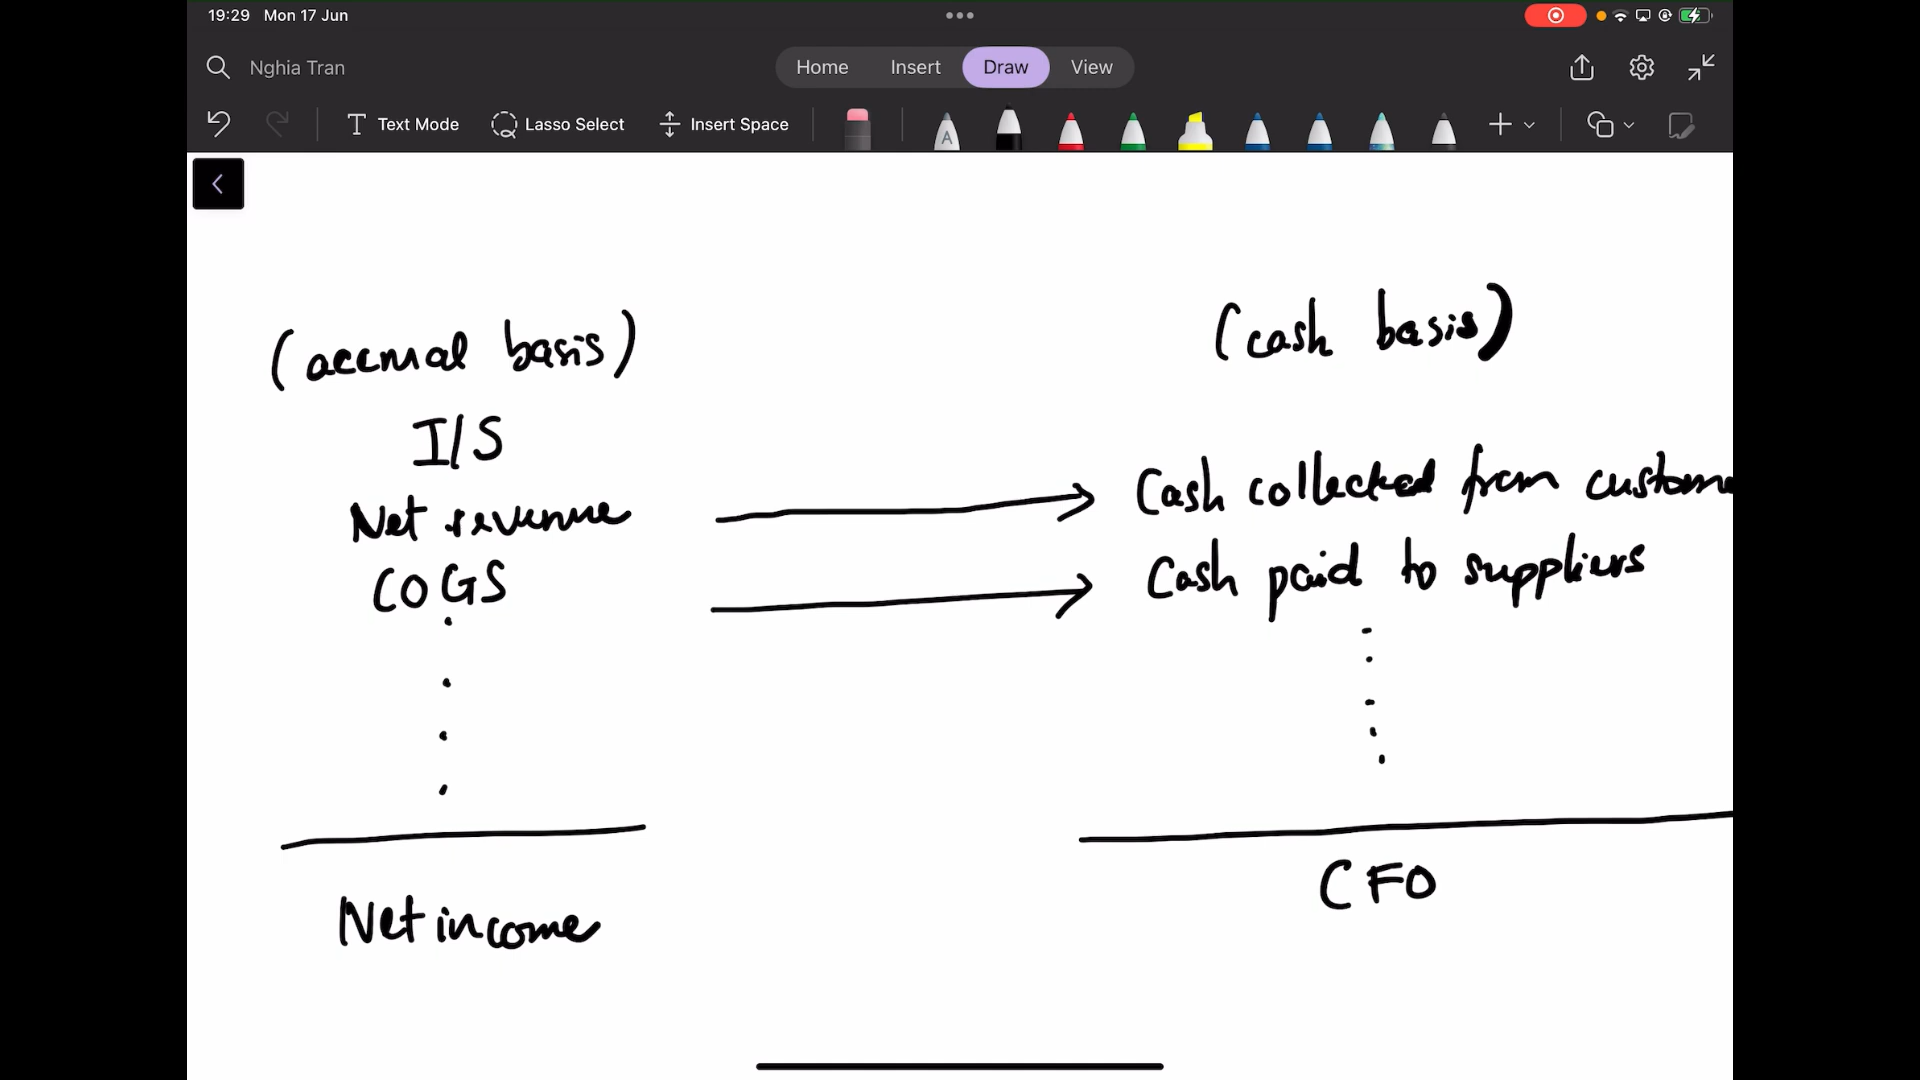 19:29 Mon 17 Jun
Nghia Tran
Home Insert Draw View
Text Mode Lasso Select Insert Space
A
(accrual basis) (cash basis)
I/S
Net revenue Cash collected from custome
COGS Cash paid to suppliers
Net income CFO